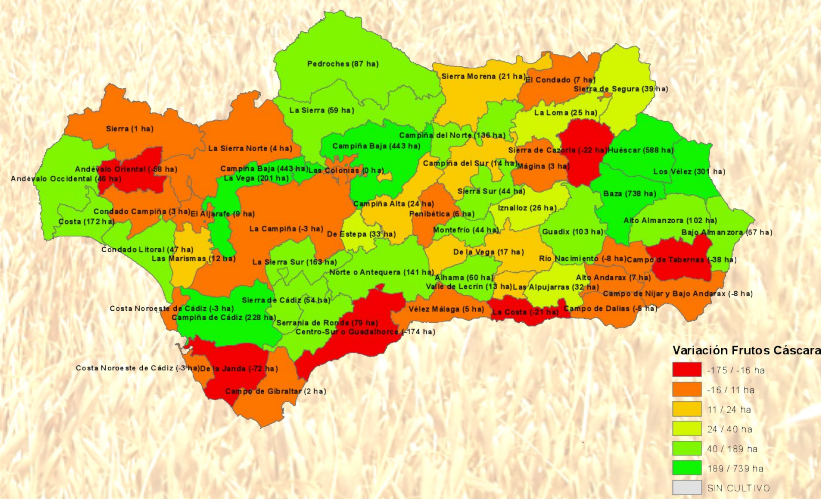 Pedroches (87 ha)
Sierra Morena (21 ha)
El Condado (7 ha)
Sierra de Segura (39 ha)
La Sierra (59 ha)
La Loma (25 ha)
Sierra (1 ha)
La Sierra Norte (4 ha)
Campiña Baja (443 ha)
Campiña del Norte (136 ha)
Sierra de Cazorla (-22 ha)
Huéscar (588 ha)
Andévalo Oriental (-58 ha)
Campiña Baja (443 ha)
Las Colonias (0 ha)
Campiña del Sur (14 ha)
Mágina (3 ha)
Los Vélez (301 ha)
Andévalo Occidental (46 ha)
La Vega (201 ha)
Sierra Sur (44 ha)
Baza (738 ha)
Condado Campiña (3 ha)
El Aljarafe (9 ha)
Campiña Alta (24 ha)
Penibética (6 ha)
Iznalloz (26 ha)
Costa (172 ha)
La Campiña (-3 ha)
De Estepa (33 ha)
Montefrío (44 ha)
Guadix (103 ha)
Alto Almanzora (102 ha)
Bajo Almanzora (57 ha)
Condado Litoral (47 ha)
Las Marismas (12 ha)
La Sierra Sur (163 ha)
De la Vega (17 ha)
Río Nacimiento (-8 ha)
Campo de Tabernas (-38 ha)
Norte o Antequera (141 ha)
Alhama (60 ha)
Alto Andarax (7 ha)
Valle de Lecrín (13 ha)
Las Alpujarras (32 ha)
Campo de Nijar y Bajo Andarax (-8 ha)
Costa Noroeste de Cádiz (-3 ha)
Sierra de Cádiz (54 ha)
Campiña de Cádiz (228 ha)
Vélez Málaga (5 ha)
La Costa (-21 ha)
Campo de Dalías (-5 ha)
Serranía de Ronda (79 ha)
Centro-Sur o Guadalhorce (-174 ha)
Costa Noroeste de Cádiz (-3 ha)
De la Janda (-72 ha)
Campo de Gibraltar (2 ha)
Variación Frutos Cáscara
-175 / -16 ha
-16 / 11 ha
11 / 24 ha
24 / 40 ha
40 / 189 ha
189 / 739 ha
SIN CULTIVO